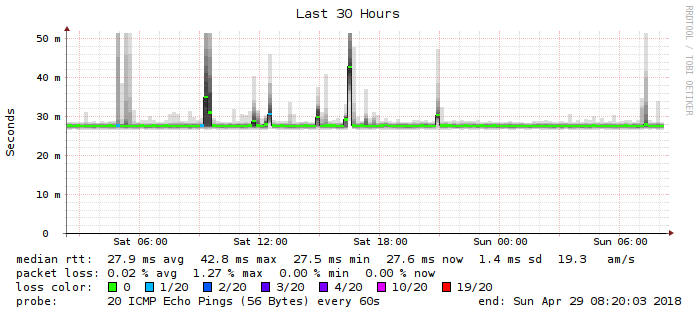 Last 30 Hours
RRDTOOL / TOBI OETIKER
Seconds
50 m
40 m
30 m
20 m
10 m
0
Sat 06:00 Sat 12:00 Sat 18:00 Sun 00:00 Sun 06:00
median rtt: 27.9 ms avg 42.8 ms max 27.5 ms min 27.6 ms now 1.4 ms sd 19.3 am/s
packet loss: 0.02 % avg 1.27 % max 0.00 % min 0.00 % now
loss color: 0 1/20 2/20 3/20 4/20 10/20 19/20
probe: 20 ICMP Echo Pings (56 Bytes) every 60s end: Sun Apr 29 08:20:03 2018